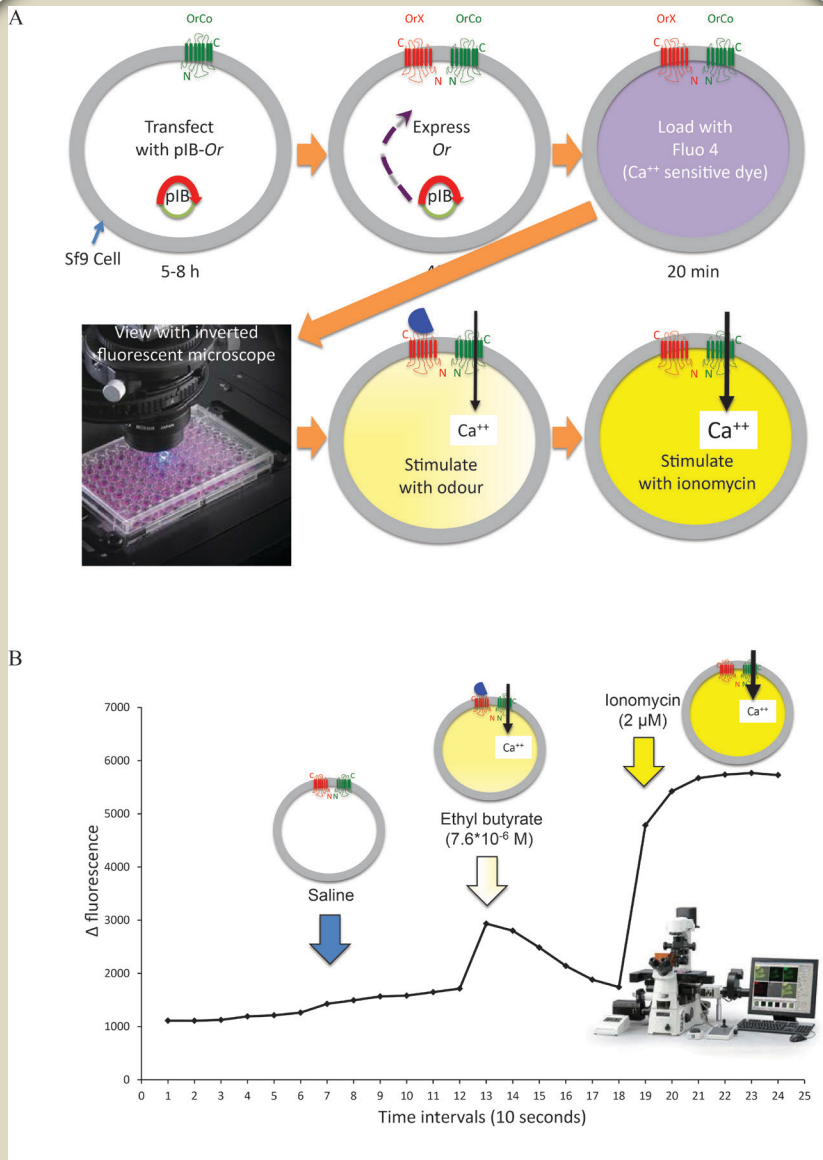 A
OrCo
C
N
Transfect
with pIB-Or
pIB
Sf9 Cell
5-8 h
OrX
OrCo
C
C
N
N
Express
Or
pIB
OrX
OrCo
C
C
N
N
Load with
Fluo 4
(Ca⁺⁺ sensitive dye)
20 min
View with inverted
fluorescent microscope
C
C
N
N
Ca⁺⁺
Stimulate
with odour
C
C
N
N
Ca⁺⁺
Stimulate
with ionomycin
B
7000
6000
5000
4000
3000
2000
1000
0
Δ fluorescence
C
C
N
N
Saline
C
C
N
N
Ca⁺⁺
Ethyl butyrate
(7.6*10⁻⁶ M)
Ionomycin
(2 µM)
C
C
N
N
Ca⁺⁺
0 1 2 3 4 5 6 7 8 9 10 11 12 13 14 15 16 17 18 19 20 21 22 23 24 25
Time intervals (10 seconds)